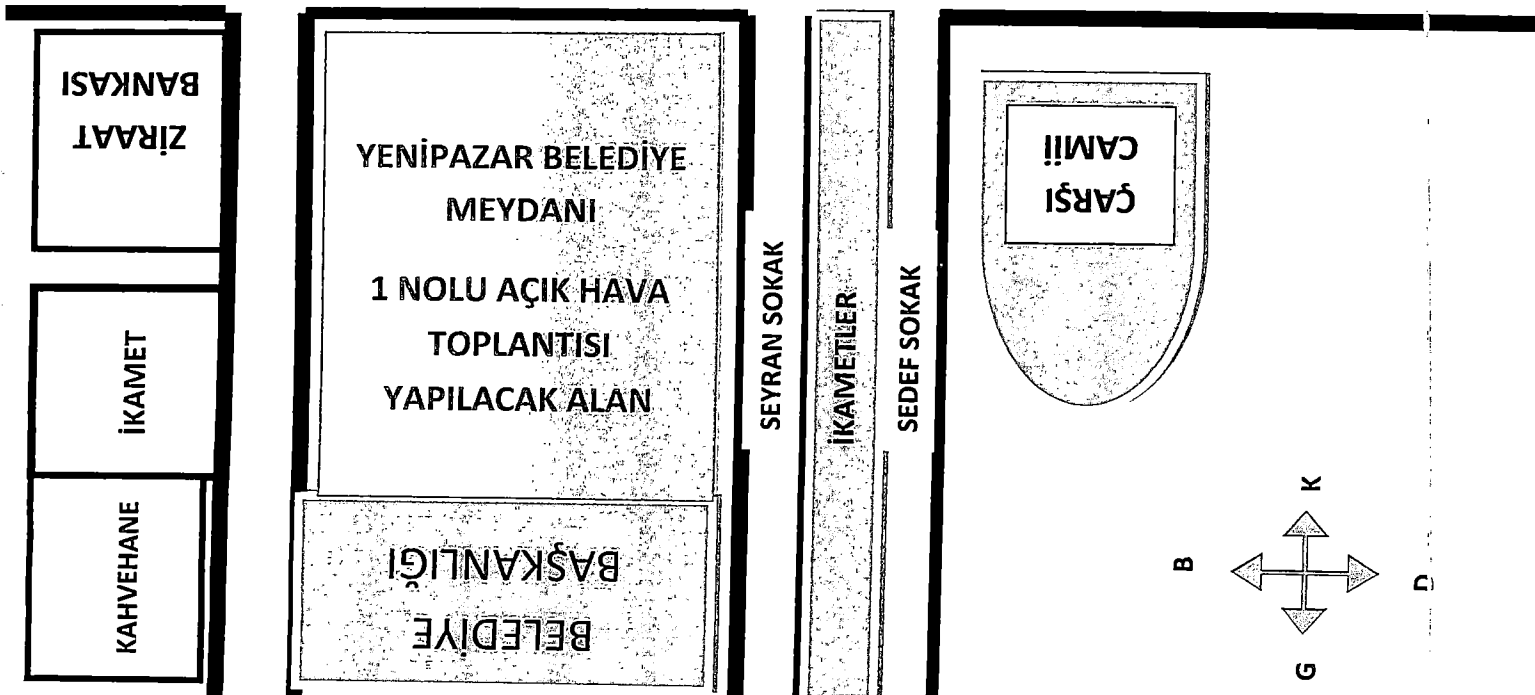 ZİRAAT
BANKASI
İKAMET
KAHVEHANE
YENİPAZAR BELEDİYE
MEYDANI
1 NOLU AÇIK HAVA
TOPLANTISI
YAPILACAK ALAN
BELEDİYE
BAŞKANLIĞI
SEYRAN SOKAK
İKAMETLER
SEDEF SOKAK
ÇARŞI
CAMİİ
K
B
D
G